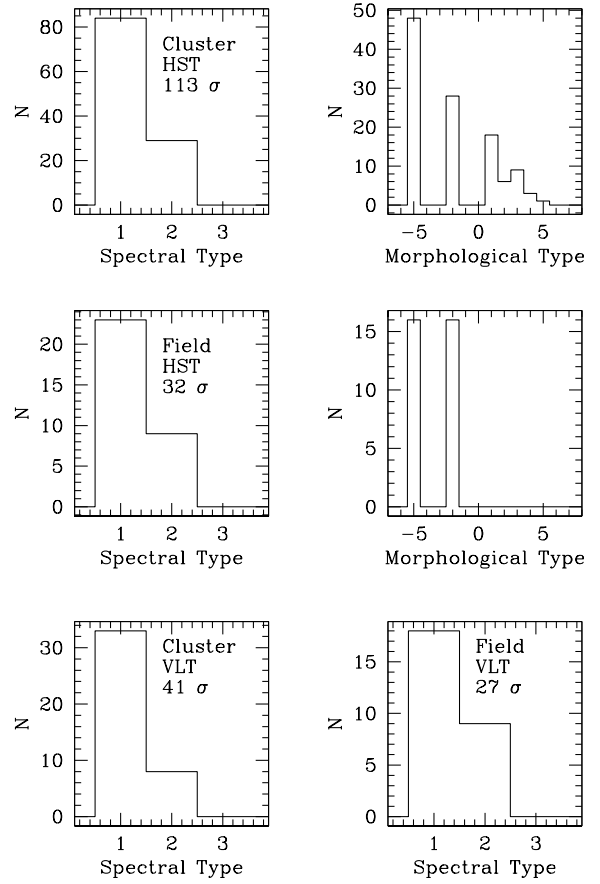 80
60
40
20
0
N
Cluster
HST
113 σ
1 2 3
Spectral Type
50
40
30
20
10
0
N
−5 0 5
Morphological Type
20
15
10
5
0
N
Field
HST
32 σ
1 2 3
Spectral Type
15
10
5
0
N
−5 0 5
Morphological Type
30
20
10
0
N
Cluster
VLT
41 σ
1 2 3
Spectral Type
15
10
5
0
N
Field
VLT
27 σ
1 2 3
Spectral Type